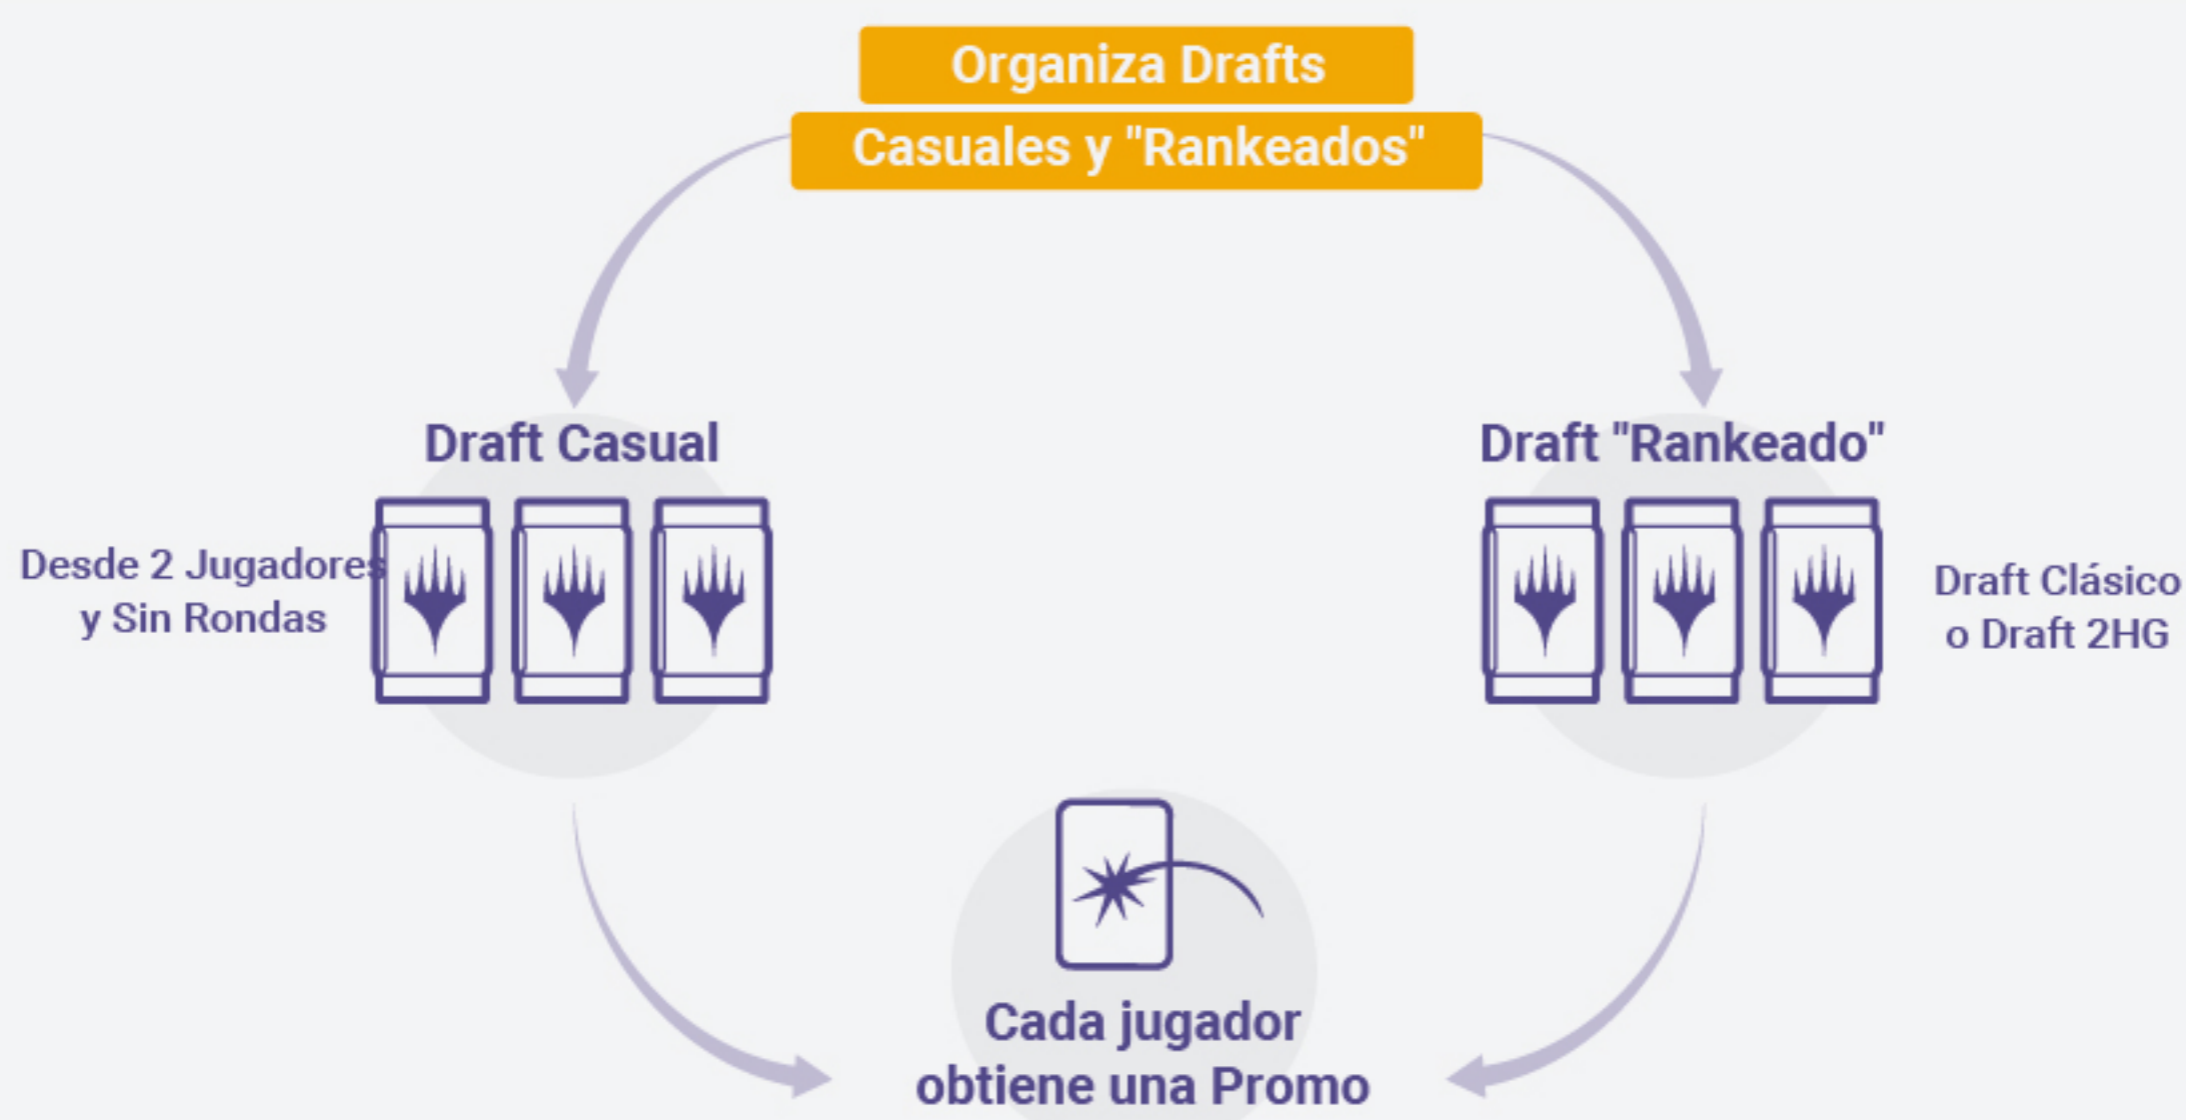 Organiza Drafts
Casuales y "Rankeados"
Draft Casual
Desde 2 Jugadores
y Sin Rondas
Draft "Rankeado"
Draft Clásico
o Draft 2HG
Cada jugador
obtiene una Promo